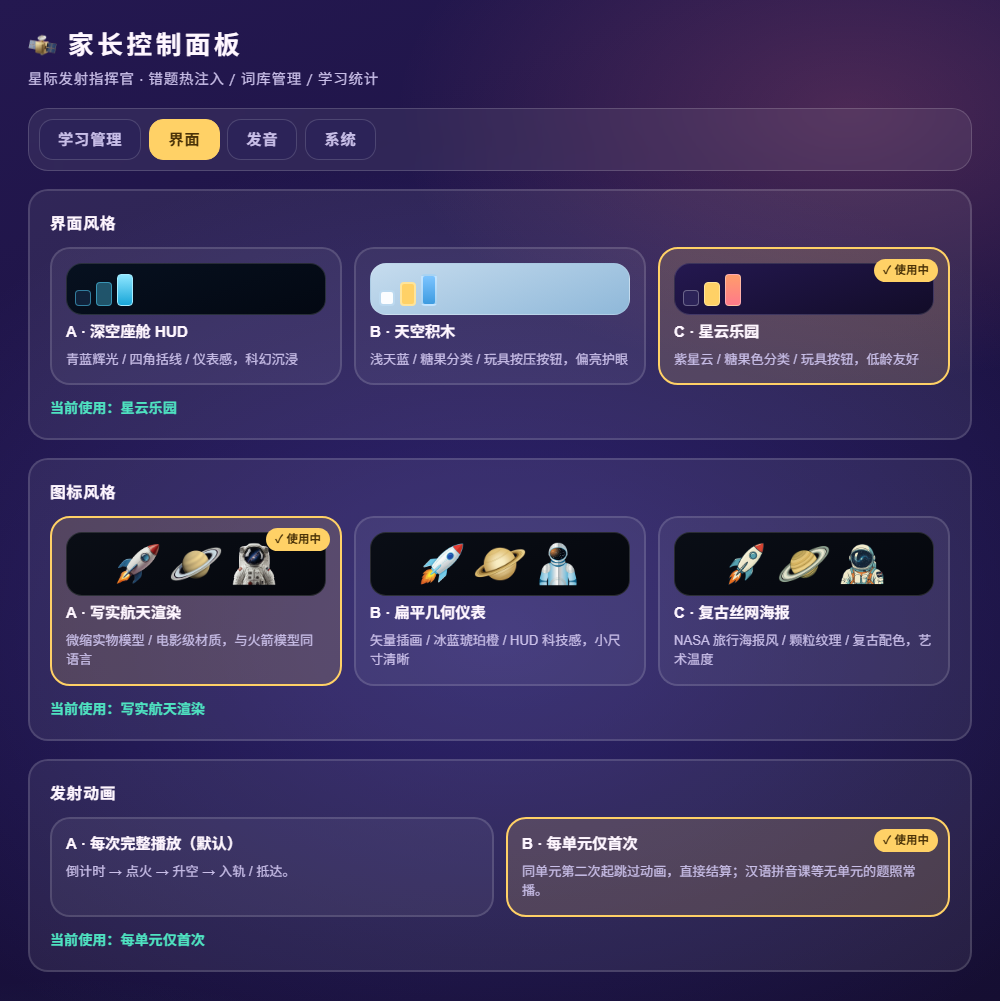 家长控制面板
星际发射指挥官 · 错题热注入 / 词库管理 / 学习统计
学习管理
界面
发音
系统
界面风格
✓ 使用中
A · 深空座舱 HUD
青蓝辉光 / 四角括线 / 仪表感，科幻沉浸
B · 天空积木
浅天蓝 / 糖果分类 / 玩具按压按钮，偏亮护眼
C · 星云乐园
紫星云 / 糖果色分类 / 玩具按钮，低龄友好
当前使用：星云乐园
图标风格
✓ 使用中
A · 写实航天渲染
微缩实物模型 / 电影级材质，与火箭模型同
语言
B · 扁平几何仪表
矢量插画 / 冰蓝琥珀橙 / HUD 科技感，小尺
寸清晰
C · 复古丝网海报
NASA 旅行海报风 / 颗粒纹理 / 复古配色，艺
术温度
当前使用：写实航天渲染
发射动画
A · 每次完整播放（默认）
倒计时 → 点火 → 升空 → 入轨 / 抵达。
B · 每单元仅首次
✓ 使用中
同单元第二次起跳过动画，直接结算；汉语拼音课等无单元的题照常
播。
当前使用：每单元仅首次